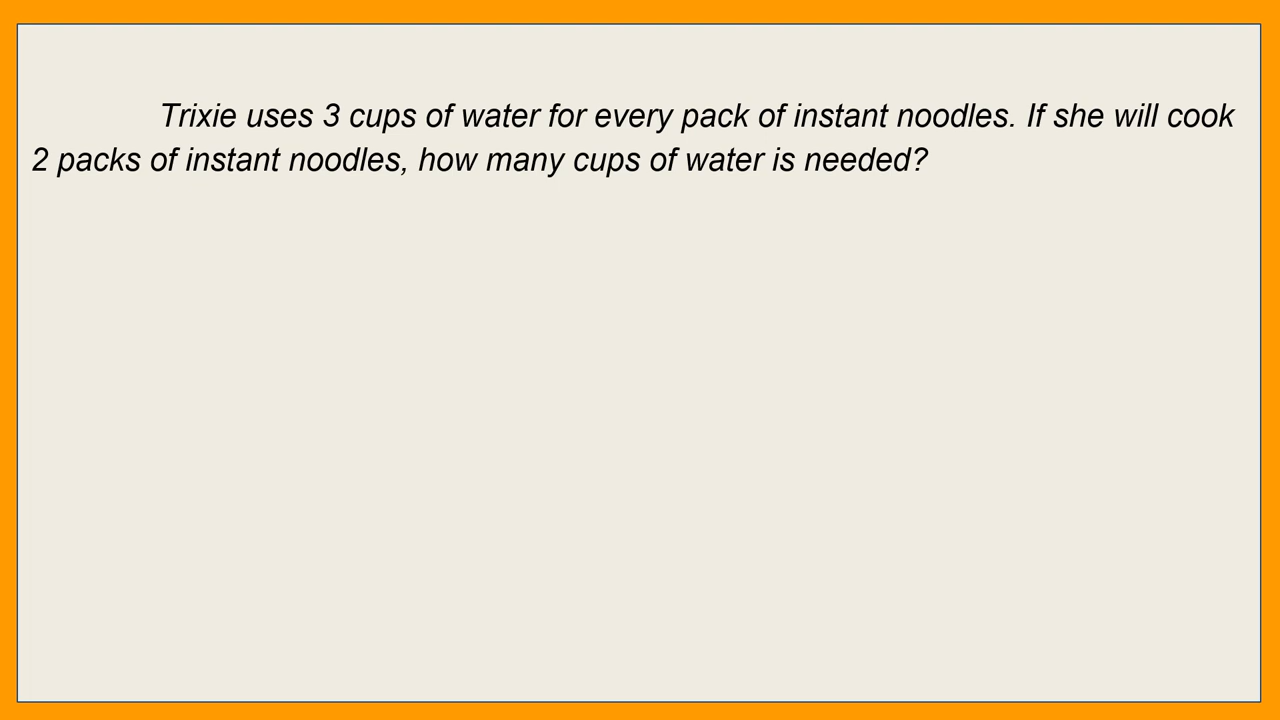 Trixie uses 3 cups of water for every pack of instant noodles. If she will cook
2 packs of instant noodles, how many cups of water is needed?